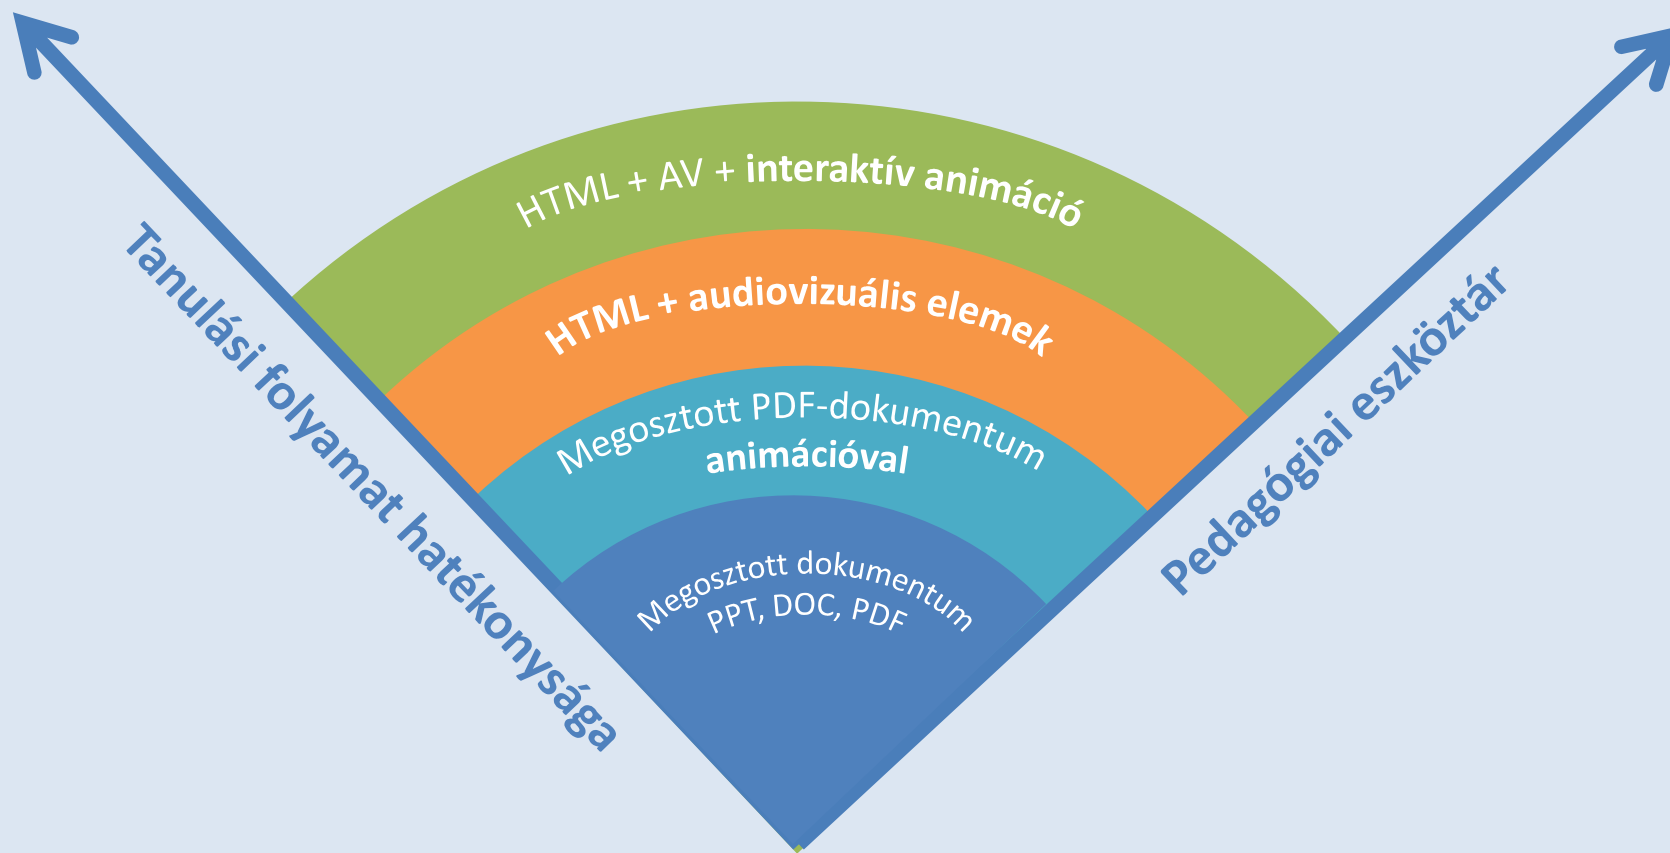 HTML + AV + interaktív animáció
HTML + audiovizuális elemek
Megosztott PDF-dokumentum
animációval
Megosztott dokumentum
PPT, DOC, PDF
Tanulási folyamat hatékonysága
Pedagógiai eszköztár